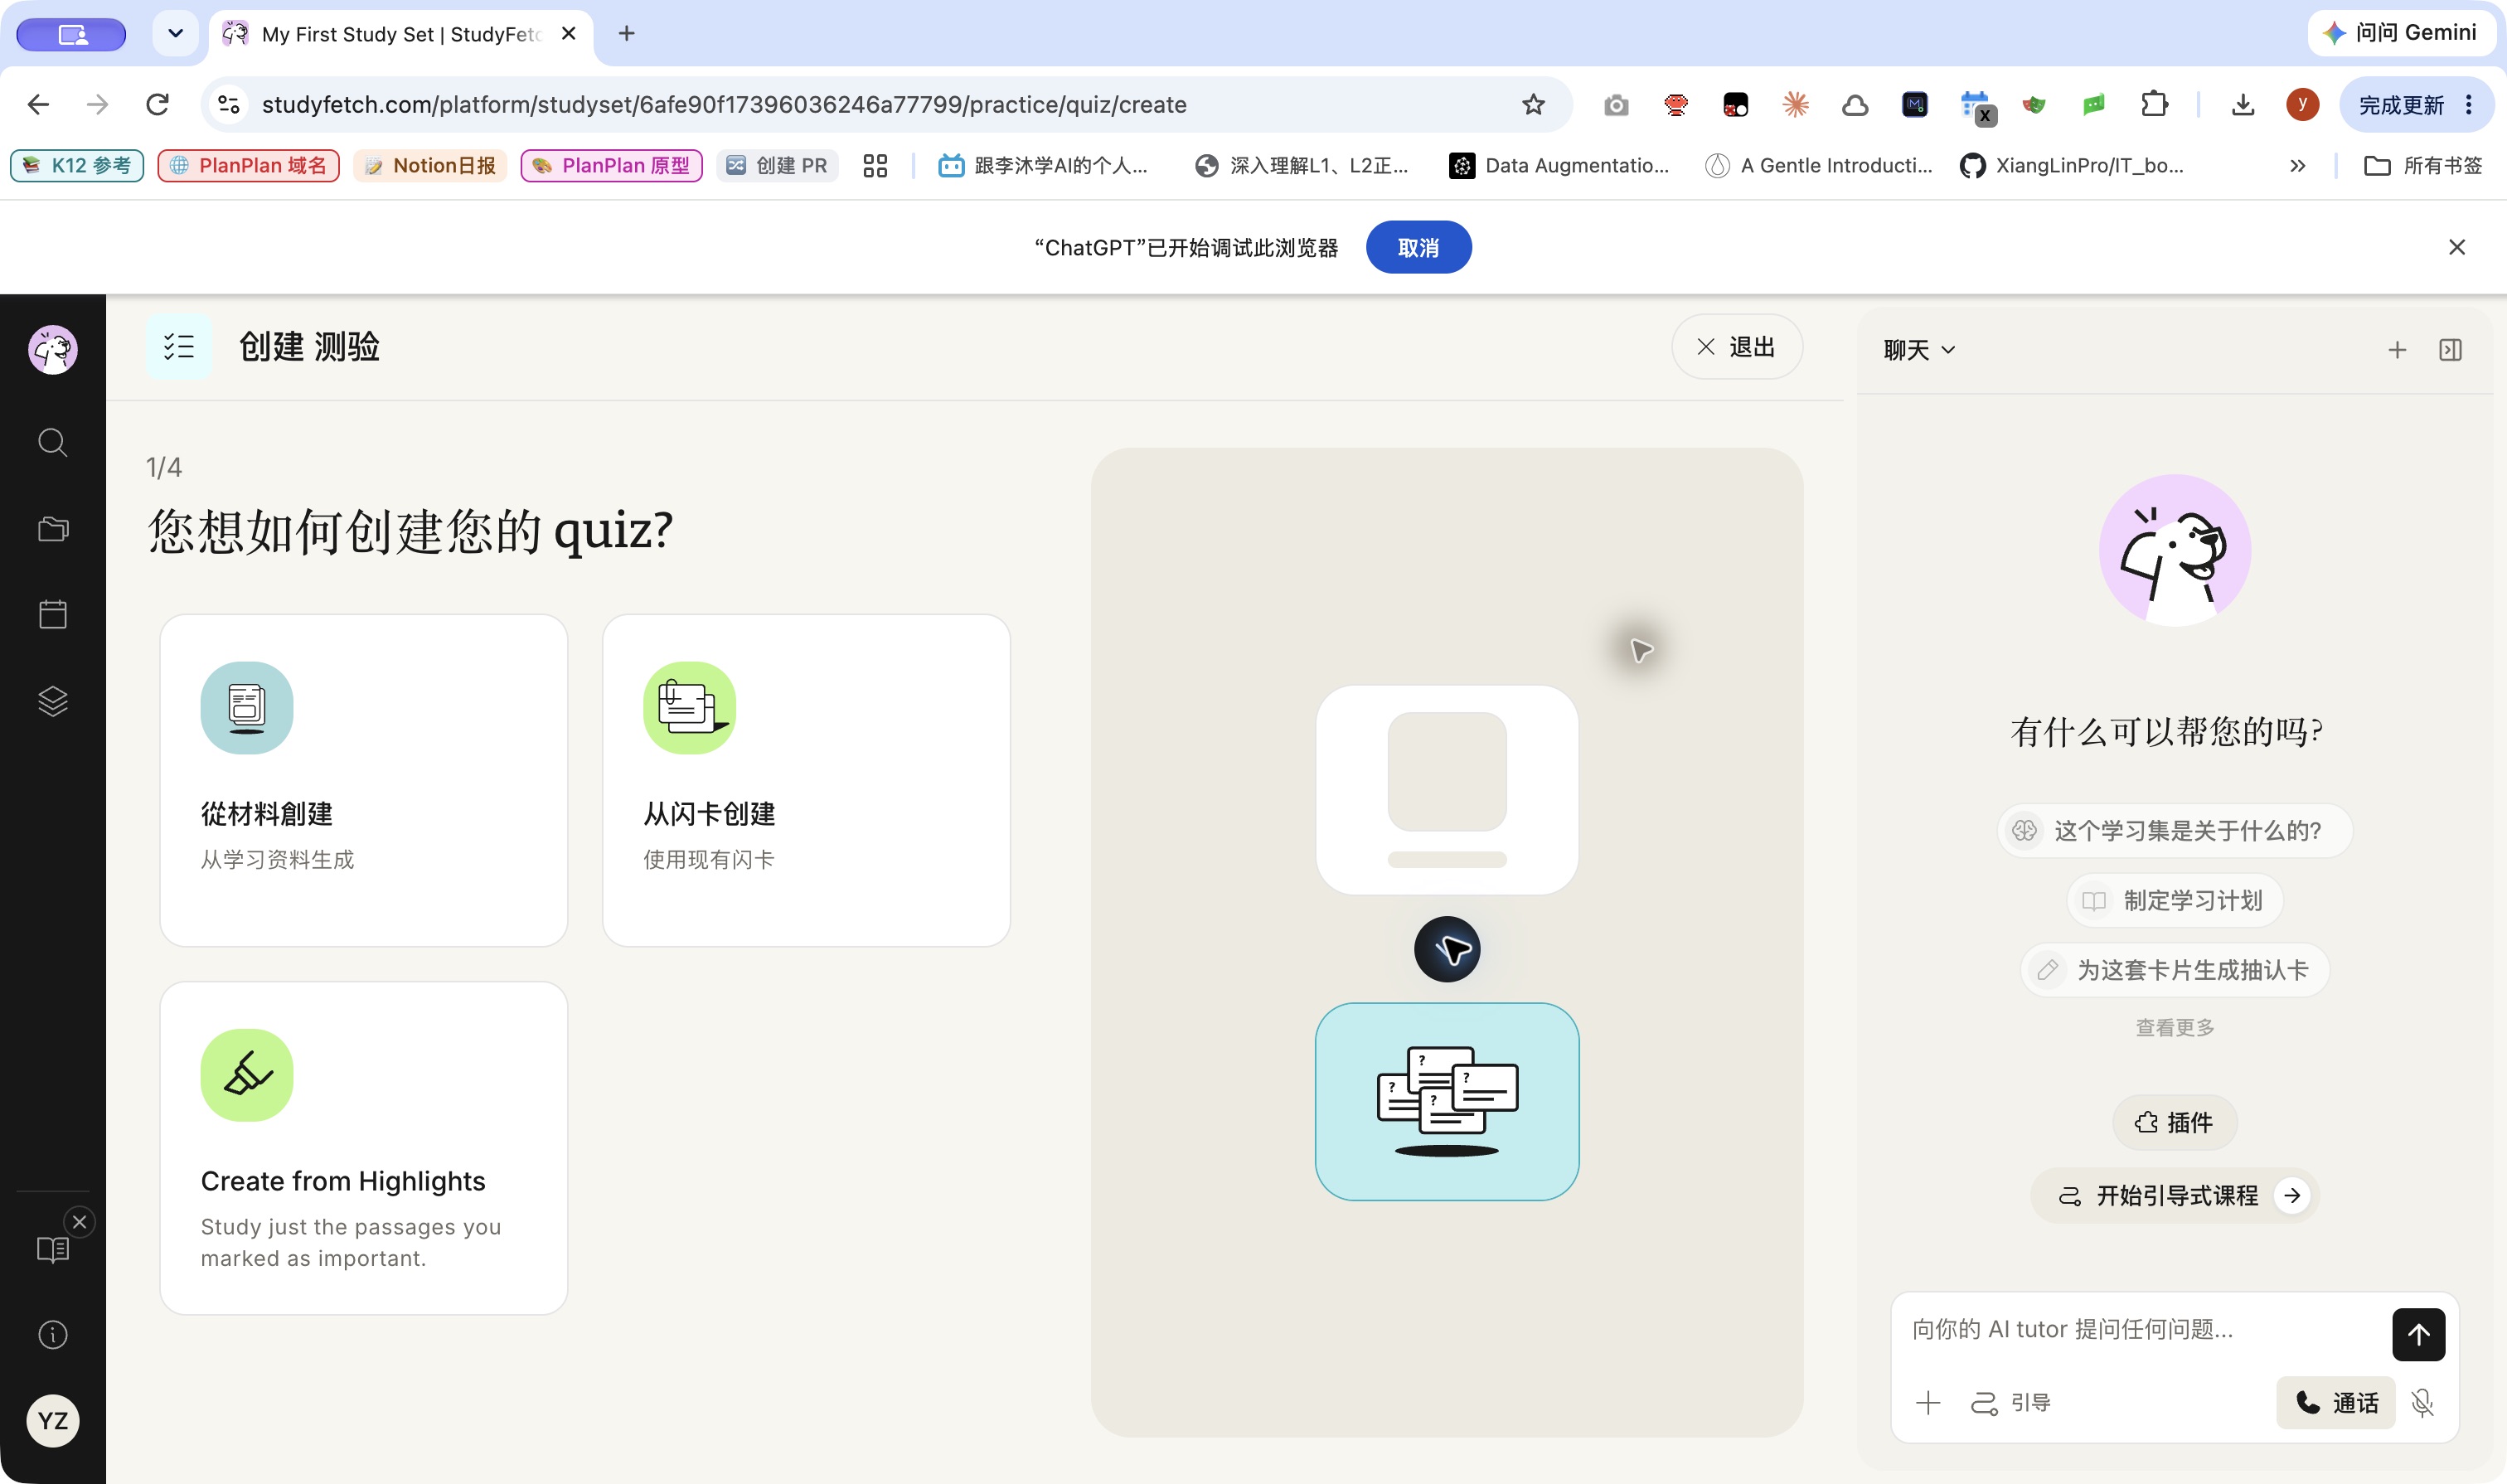 My First Study Set | StudyFetc
问问 Gemini
studyfetch.com/platform/studyset/6afe90f17396036246a77799/practice/quiz/create
X
y
完成更新
K12 参考
PlanPlan 域名
Notion日报
PlanPlan 原型
创建 PR
跟李沐学AI的个人...
深入理解L1、L2正...
Data Augmentatio...
A Gentle Introducti...
XiangLinPro/IT_bo...
所有书签
“ChatGPT”已开始调试此浏览器
取消
创建 测验
退出
1/4
您想如何创建您的 quiz?
從材料創建
从学习资料生成
从闪卡创建
使用现有闪卡
Create from Highlights
Study just the passages you
marked as important.
? ? ? ?
YZ
聊天
有什么可以帮您的吗?
这个学习集是关于什么的?
制定学习计划
为这套卡片生成抽认卡
查看更多
插件
开始引导式课程
向你的 AI tutor 提问任何问题...
引导
通话